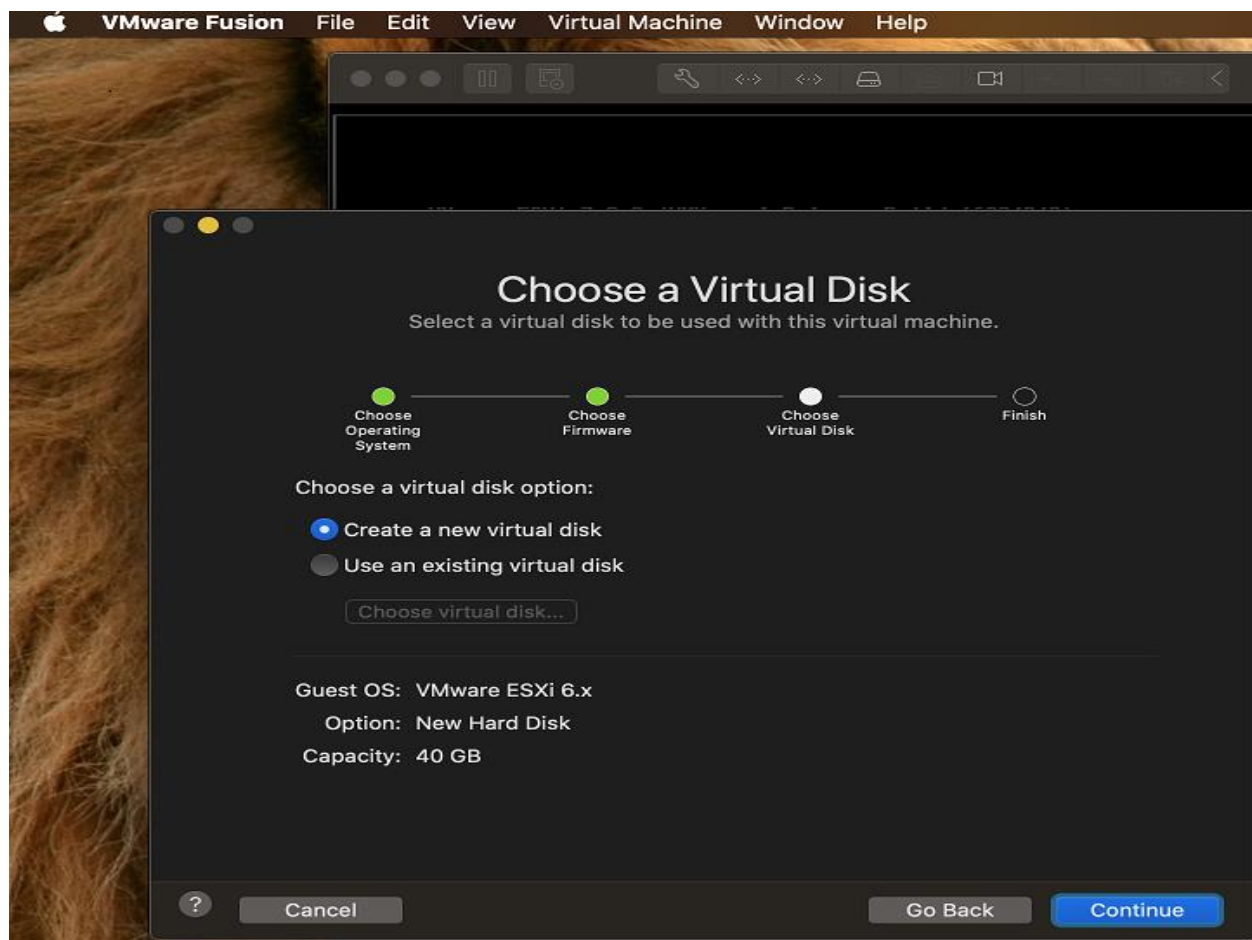 VMware Fusion File Edit View Virtual Machine Window Help
Choose a Virtual Disk
Select a virtual disk to be used with this virtual machine.
Choose
Operating
System
Choose
Firmware
Choose
Virtual Disk
Finish
Choose a virtual disk option:
Create a new virtual disk
Use an existing virtual disk
Choose virtual disk...
Guest OS: VMware ESXi 6.x
Option: New Hard Disk
Capacity: 40 GB
?
Cancel
Go Back
Continue